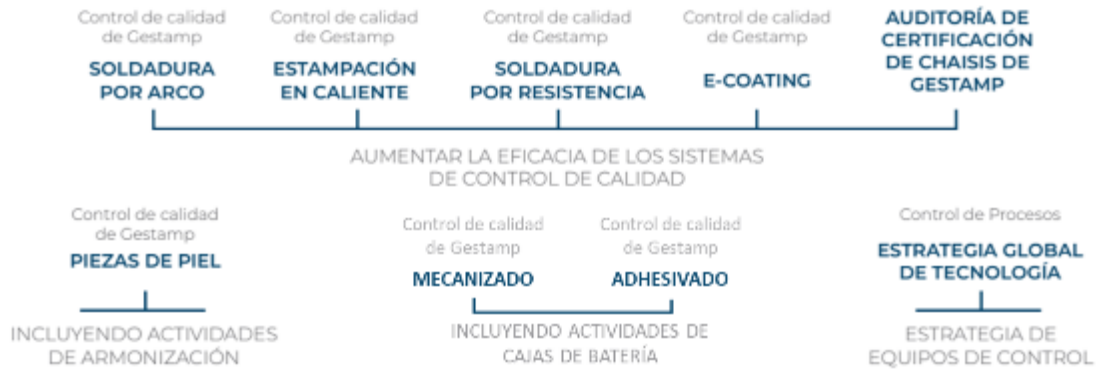 Control de calidad
de Gestamp
SOLDADURA
POR ARCO
Control de calidad
de Gestamp
ESTAMPACIÓN
EN CALIENTE
Control de calidad
de Gestamp
SOLDADURA
POR RESISTENCIA
Control de calidad
de Gestamp
E-COATING
AUDITORÍA DE
CERTIFICACIÓN
DE CHAISIS DE
GESTAMP
AUMENTAR LA EFICACIA DE LOS SISTEMAS
DE CONTROL DE CALIDAD
Control de calidad
de Gestamp
PIEZAS DE PIEL
INCLUYENDO ACTIVIDADES
DE ARMONIZACIÓN
Control de calidad
de Gestamp
MECANIZADO
Control de calidad
de Gestamp
ADHESIVADO
INCLUYENDO ACTIVIDADES DE
CAJAS DE BATERÍA
Control de Procesos
ESTRATEGIA GLOBAL
DE TECNOLOGÍA
ESTRATEGIA DE
EQUIPOS DE CONTROL